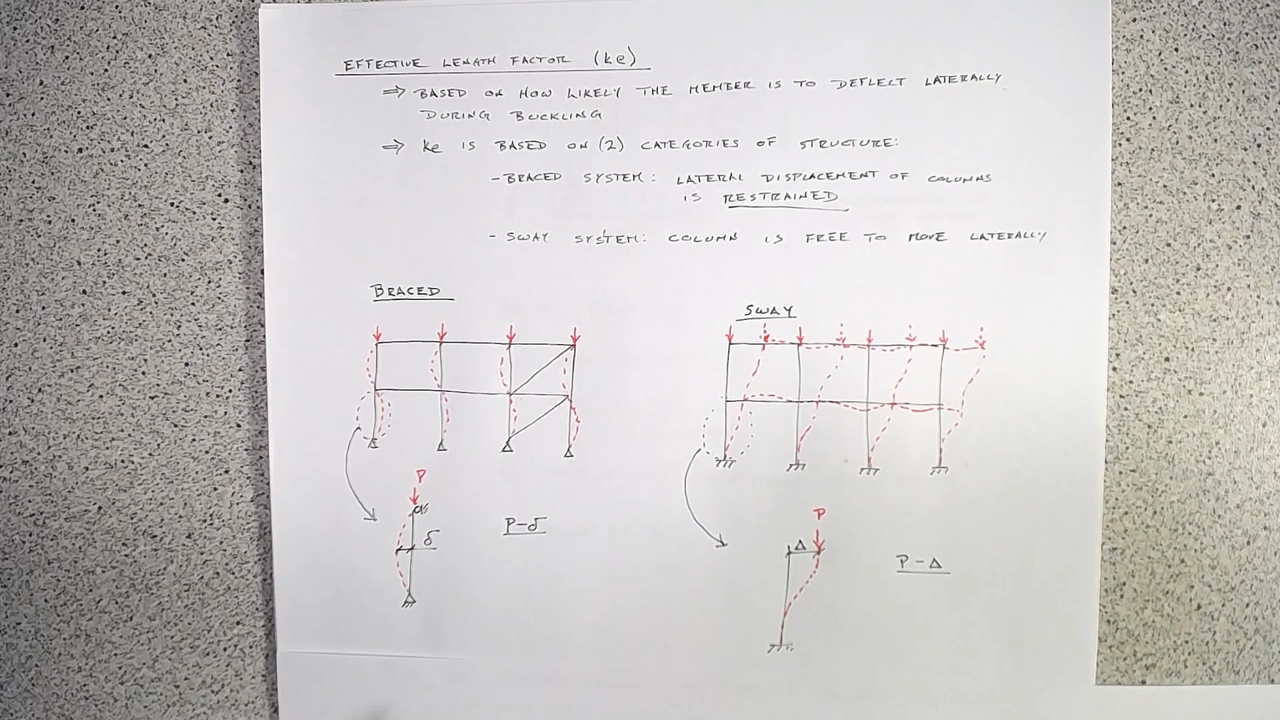 EFFECTIVE LENGTH FACTOR (ke)
⇒ BASED ON HOW LIKELY THE MEMBER IS TO DEFLECT LATERALLY
DURING BUCKLING
⇒ ke IS BASED ON (2) CATEGORIES OF STRUCTURE:
- BRACED SYSTEM: LATERAL DISPLACEMENT OF COLUMNS
IS RESTRAINED
- SWAY SYSTEM: COLUMN IS FREE TO MOVE LATERALLY
BRACED
SWAY
P
δ
P-δ
P
Δ
P-Δ